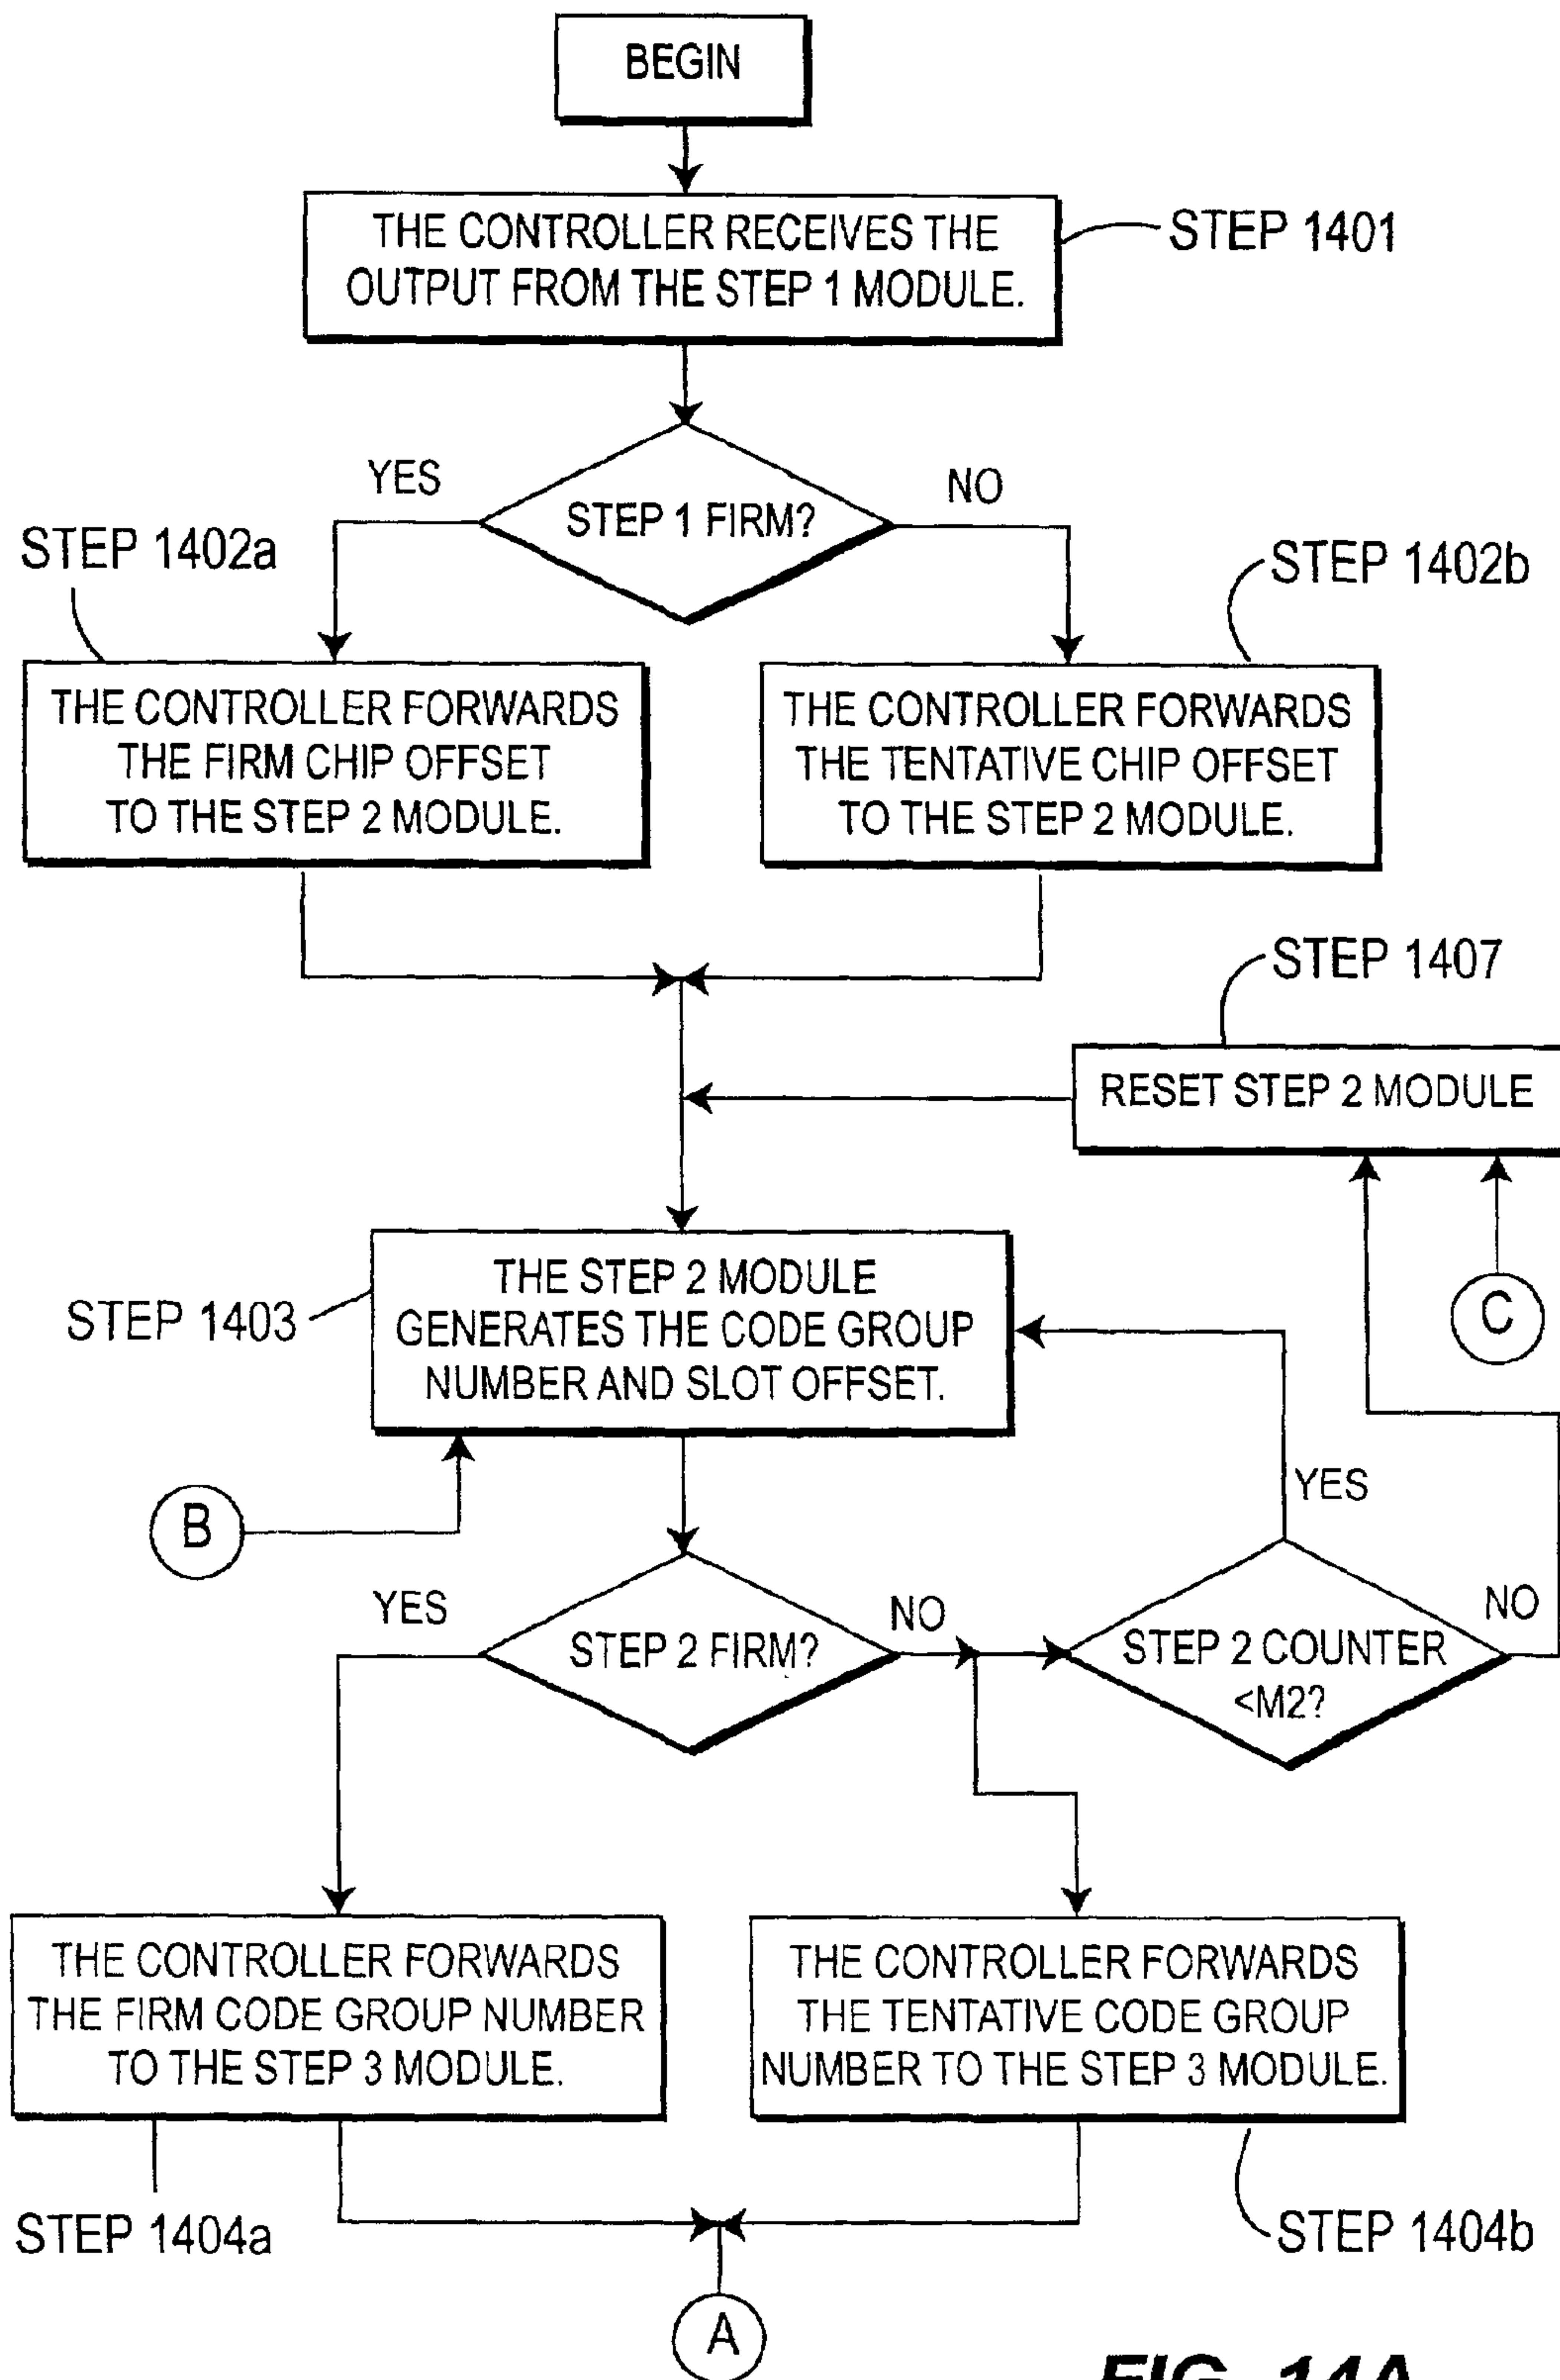 BEGIN
THE CONTROLLER RECEIVES THE
OUTPUT FROM THE STEP 1 MODULE.
STEP 1401
YES
STEP 1 FIRM?
NO
STEP 1402a
STEP 1402b
THE CONTROLLER FORWARDS
THE FIRM CHIP OFFSET
TO THE STEP 2 MODULE.
THE CONTROLLER FORWARDS
THE TENTATIVE CHIP OFFSET
TO THE STEP 2 MODULE.
STEP 1407
RESET STEP 2 MODULE
STEP 1403
THE STEP 2 MODULE
GENERATES THE CODE GROUP
NUMBER AND SLOT OFFSET.
C
B
YES
YES
STEP 2 FIRM?
NO
STEP 2 COUNTER
<M2?
NO
THE CONTROLLER FORWARDS
THE FIRM CODE GROUP NUMBER
TO THE STEP 3 MODULE.
THE CONTROLLER FORWARDS
THE TENTATIVE CODE GROUP
NUMBER TO THE STEP 3 MODULE.
STEP 1404a
STEP 1404b
A
FIG. 14A